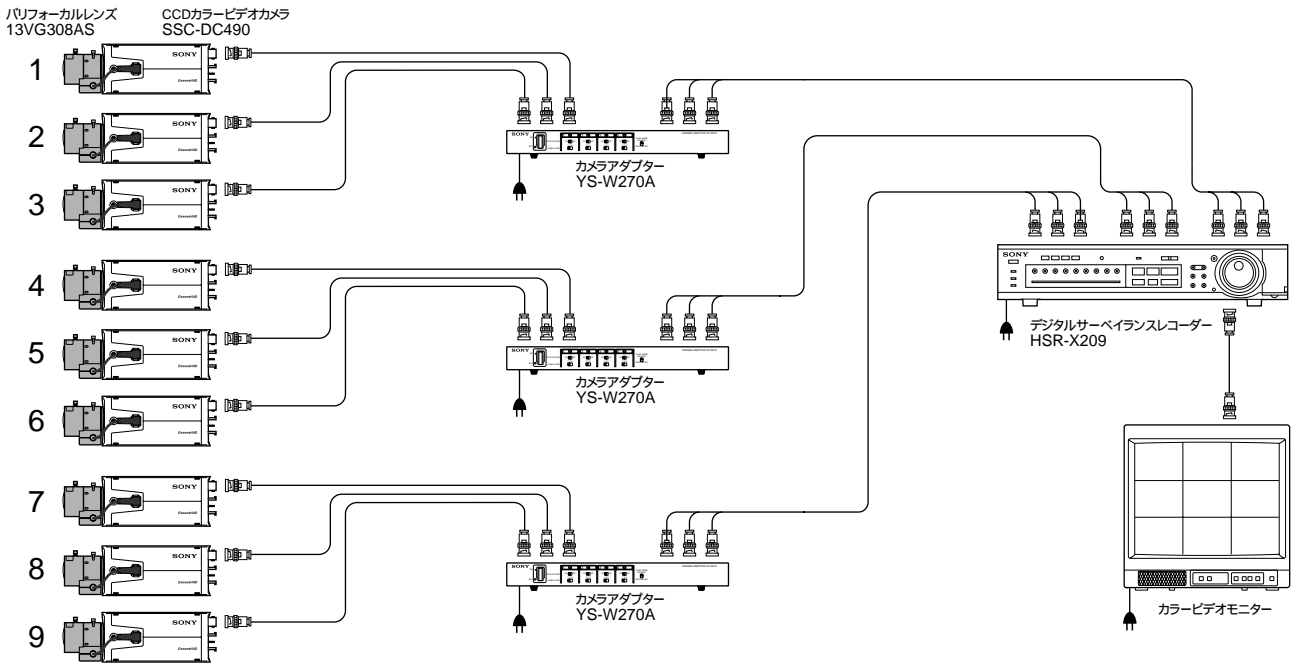 バリフォーカルレンズ
13VG308AS
CCDカラービデオカメラ
SSC-DC490
1
SONY
2
SONY
3
SONY
SONY
カメラアダプター
YS-W270A
4
SONY
5
SONY
6
SONY
SONY
カメラアダプター
YS-W270A
7
SONY
8
SONY
9
SONY
SONY
カメラアダプター
YS-W270A
SONY
デジタルサーベイランスレコーダー
HSR-X209
カラービデオモニター